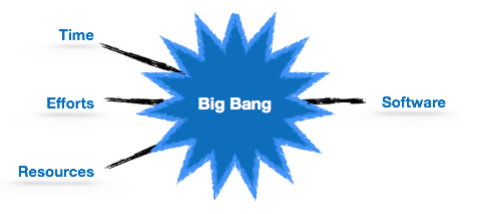 Time
Efforts
Big Bang
Software
Resources